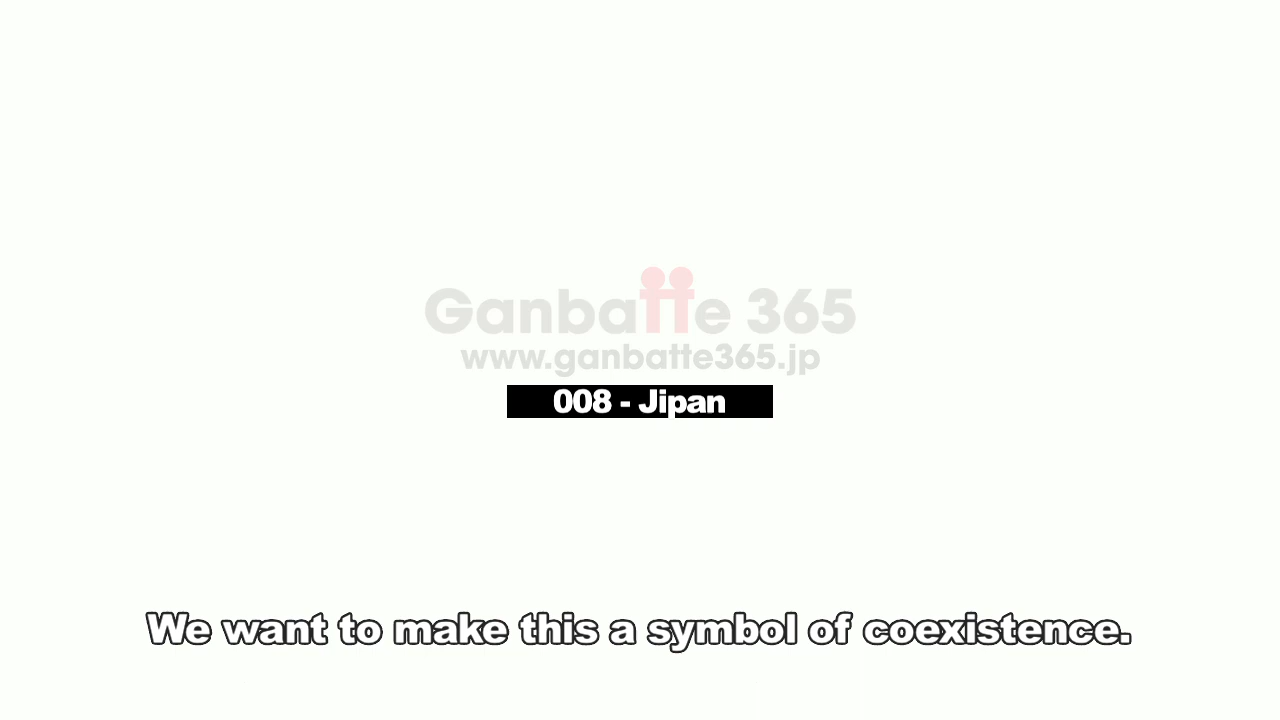 Ganbatte 365
www.ganbatte365.jp
008 - Jipan
We want to make this a symbol of coexistence.